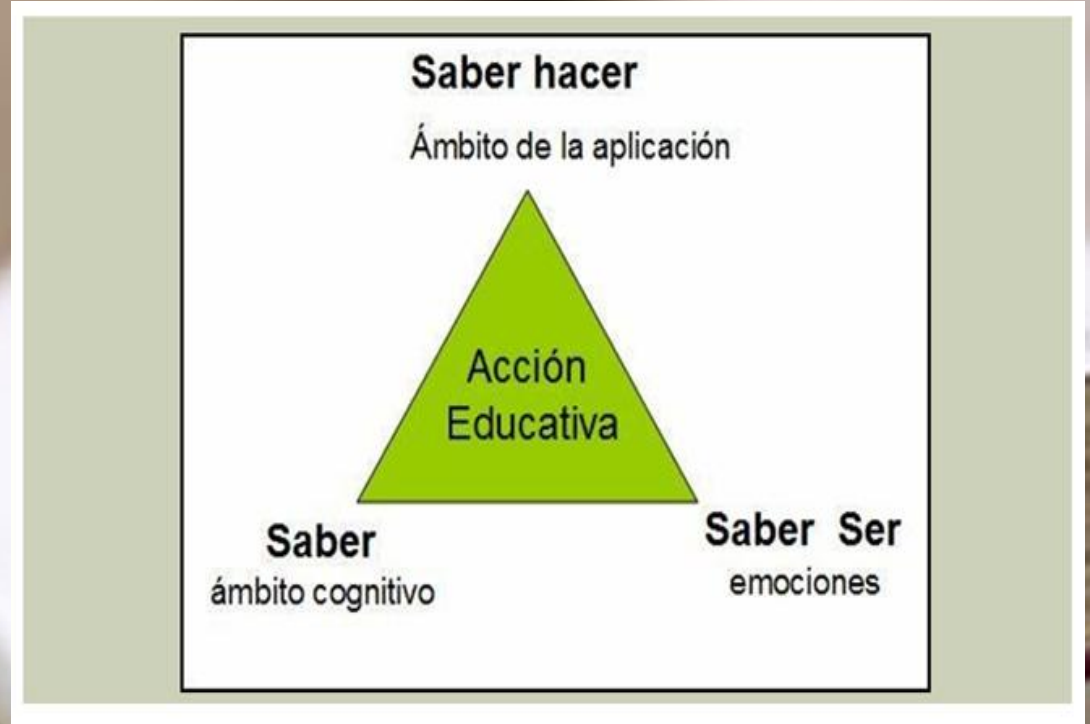 Saber hacer
Ámbito de la aplicación
Acción
Educativa
Saber
ámbito cognitivo
Saber Ser
emociones